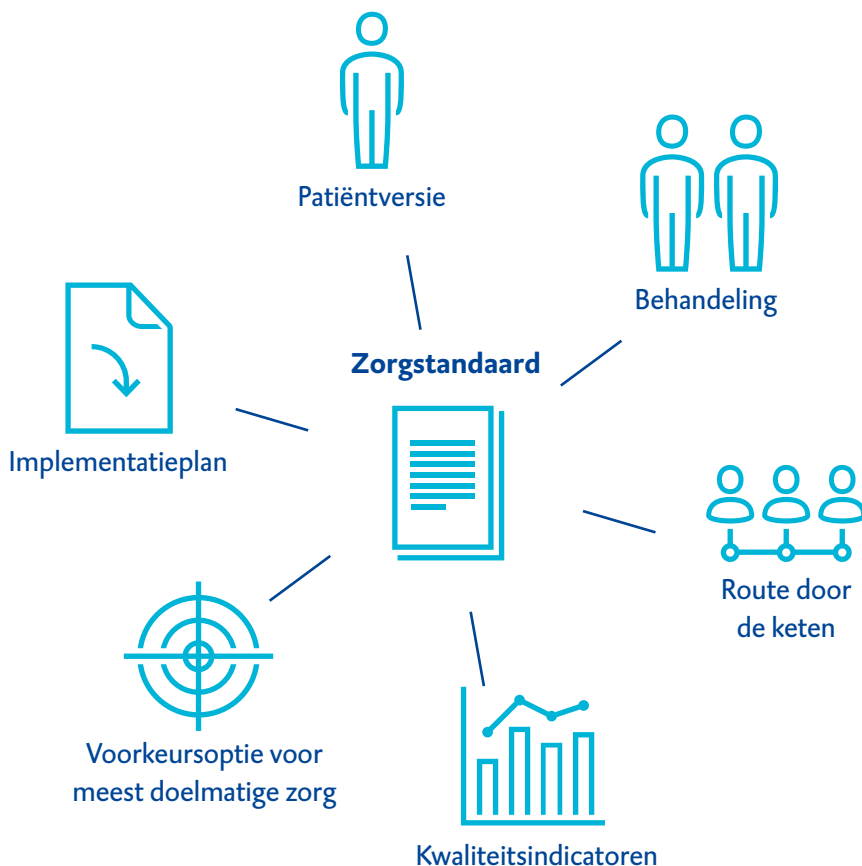 Patiëntversie
Behandeling
Zorgstandaard
Implementatieplan
Route door
de keten
Voorkeursoptie voor
meest doelmatige zorg
Kwaliteitsindicatoren